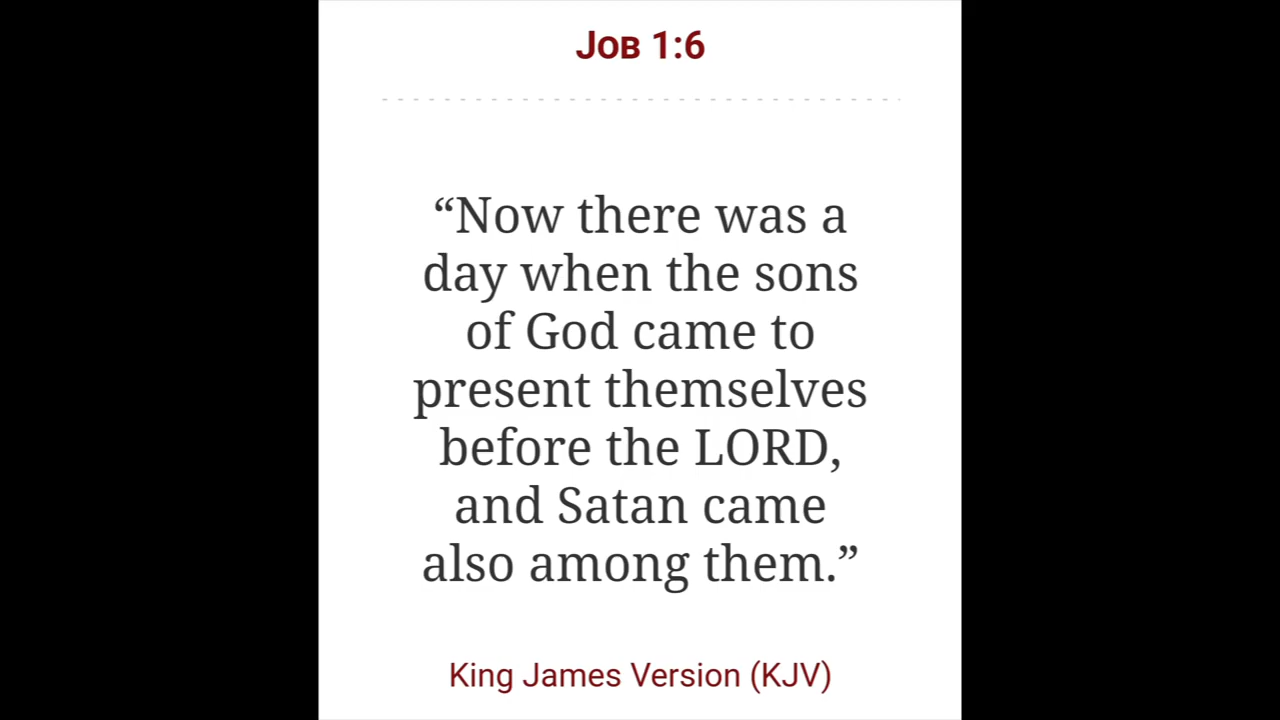 Job 1:6
“Now there was a
day when the sons
of God came to
present themselves
before the LORD,
and Satan came
also among them.”
King James Version (KJV)